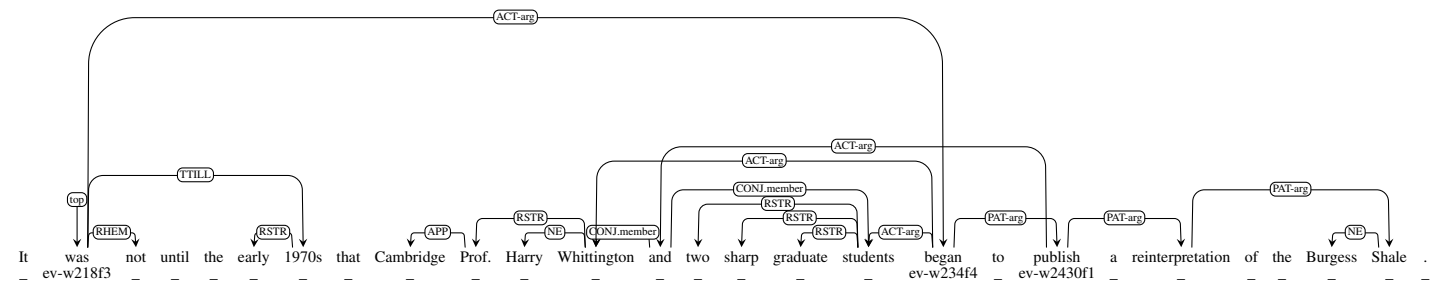 ACT-arg
ACT-arg
TTILL ACT-arg
top CONJ.member PAT-arg
RSTR
RSTR RSTR PAT-arg PAT-arg
RHEM RSTR APP NE CONJ.member RSTR ACT-arg NE
It was not until the early 1970s that Cambridge Prof. Harry Whittington and two sharp graduate students began to publish a reinterpretation of the Burgess Shale .
_ ev-w218f3 _ _ _ _ _ _ _ _ _ _ _ _ _ _ _ ev-w234f4 _ ev-w2430f1 _ _ _ _ _ _ _